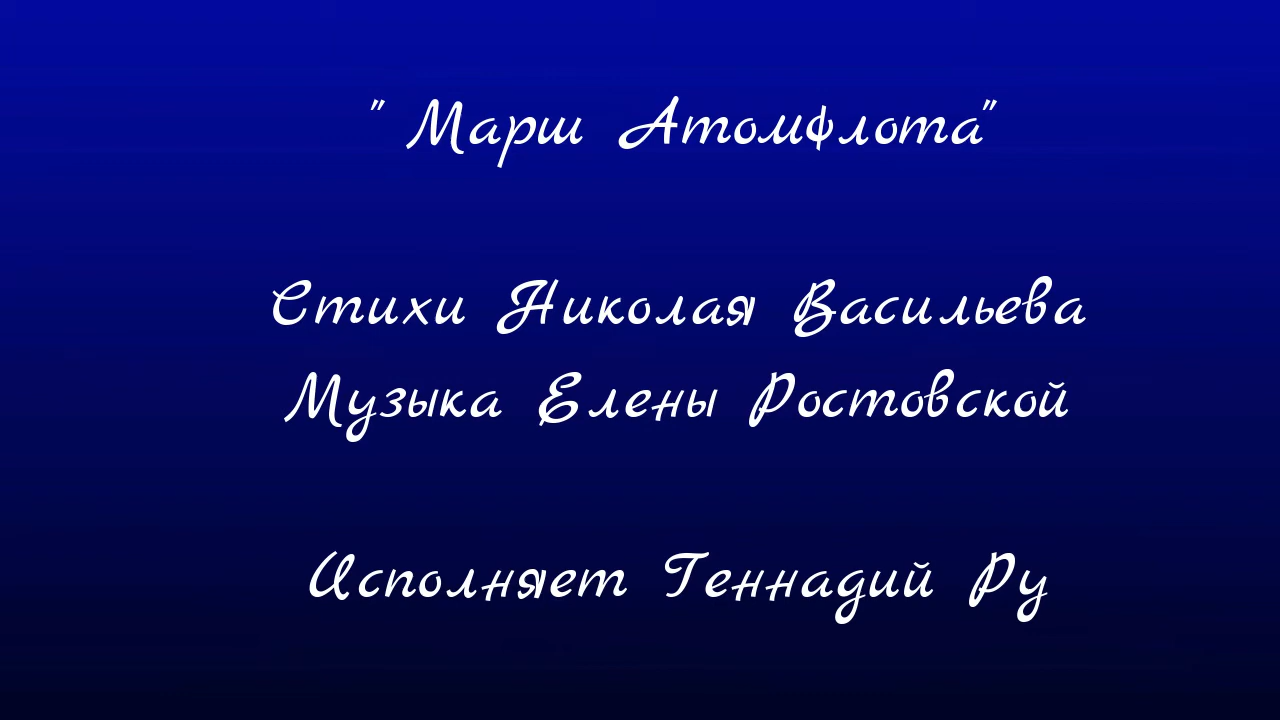 " Марш Атомфлота"
Стихи Николая Васильева
Музыка Елены Ростовской
Исполняет Геннадий Ру